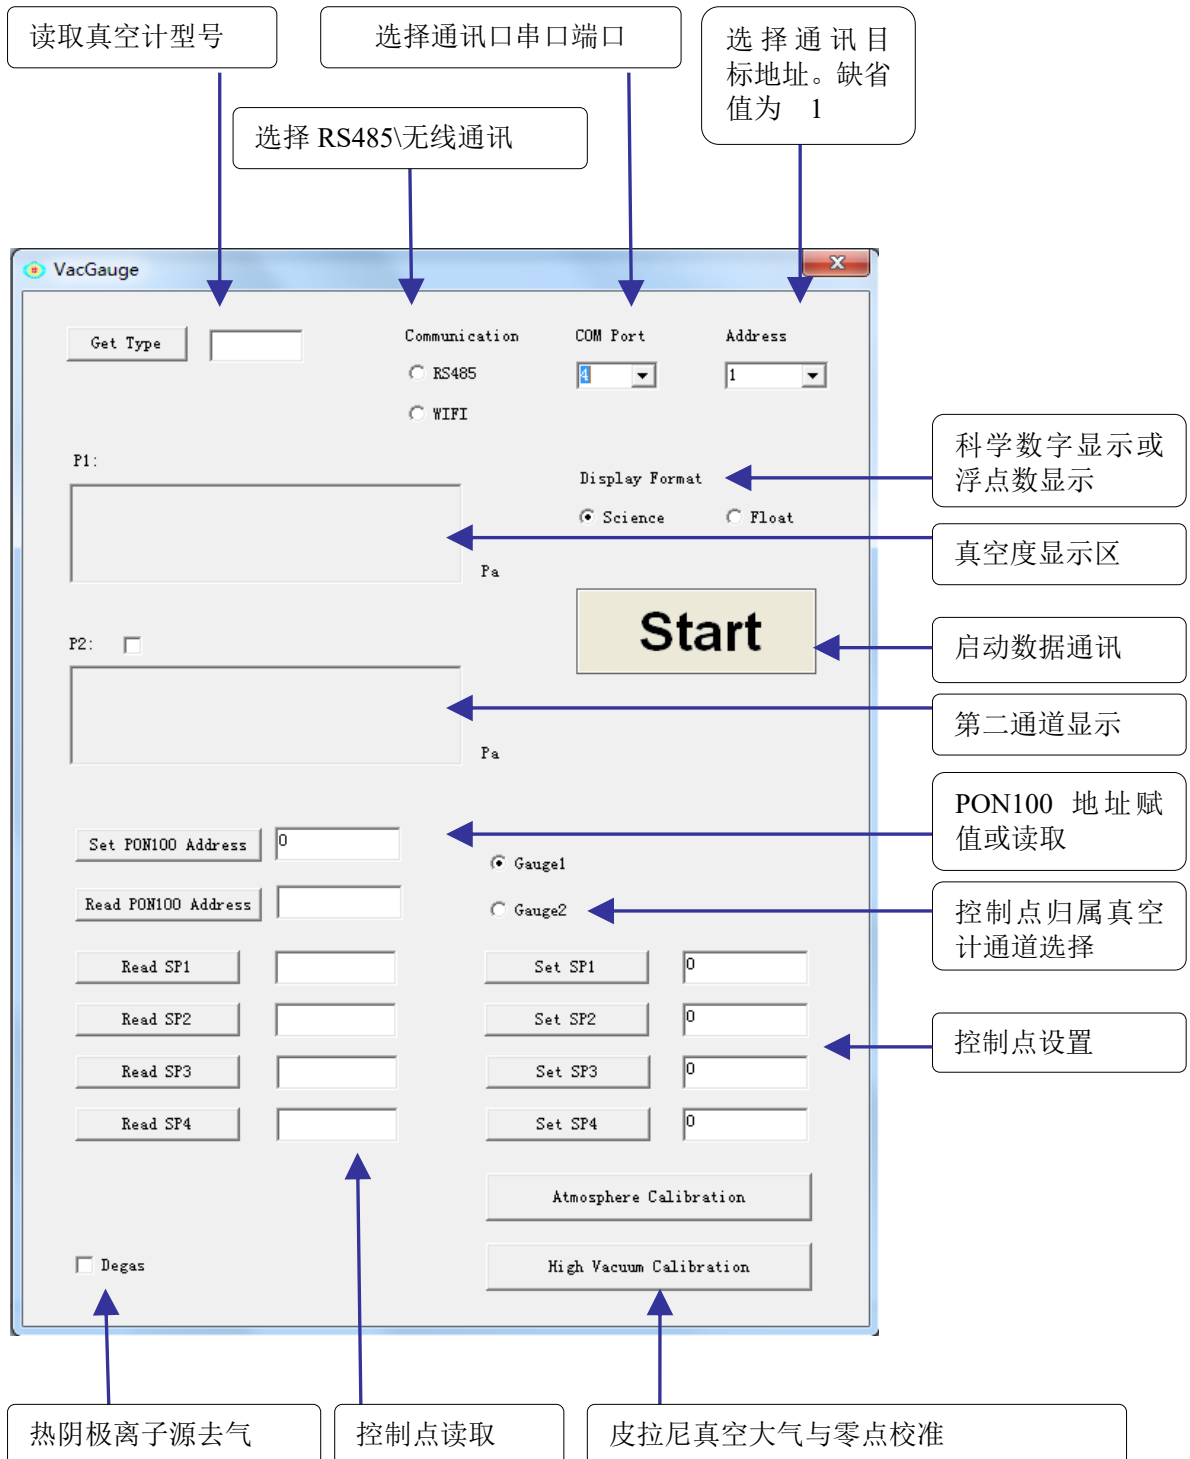 读取真空计型号
选择通讯口串口端口
选择通讯目
标地址。缺省
值为 1
选择 RS485\无线通讯
VacGauge
Get Type
Communication
COM Port
Address
RS485
4
1
WIFI
科学数字显示或
浮点数显示
P1:
Display Format
Science
Float
真空度显示区
Pa
Start
启动数据通讯
P2:
第二通道显示
Pa
PON100 地址赋
值或读取
Set PON100 Address
0
Gauge1
Read PON100 Address
Gauge2
控制点归属真空
计通道选择
Read SP1
Set SP1
0
Read SP2
Set SP2
0
控制点设置
Read SP3
Set SP3
0
Read SP4
Set SP4
0
Atmosphere Calibration
Degas
High Vacuum Calibration
热阴极离子源去气
控制点读取
皮拉尼真空大气与零点校准